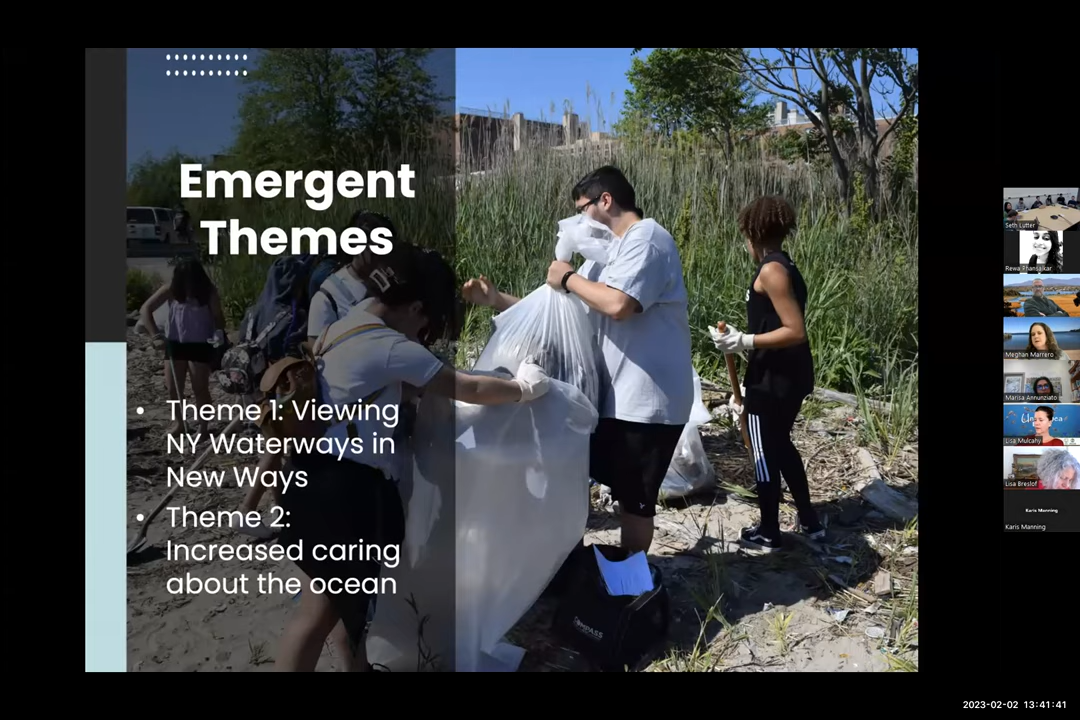 Emergent
Themes
• Theme 1: Viewing
NY Waterways in
New Ways
• Theme 2:
Increased caring
about the ocean
Seth Lutter
Rewa Phansalkar
Meghan Marrero
Marisa Annunziato
Lisa Mulcahy
Lisa Breslof
Karis Manning
Karis Manning
2023-02-02 13:41:41